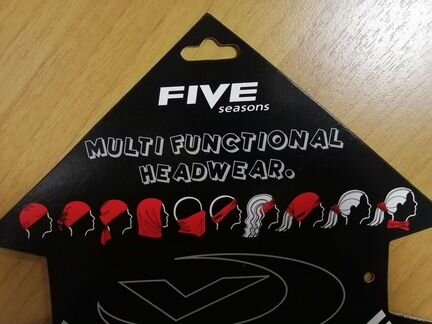 FIVE
seasons
MULTI FUNCTIONAL
HEADWEAR.